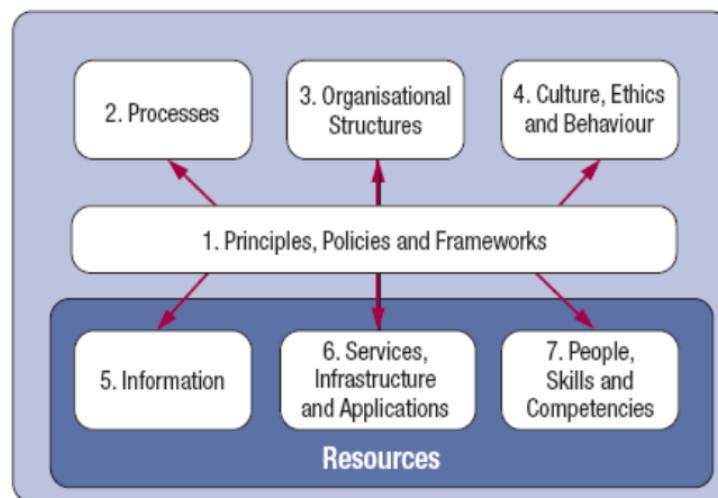 2. Processes
3. Organisational
Structures
4. Culture, Ethics
and Behaviour
1. Principles, Policies and Frameworks
5. Information
6. Services,
Infrastructure
and Applications
7. People,
Skills and
Competencies
Resources